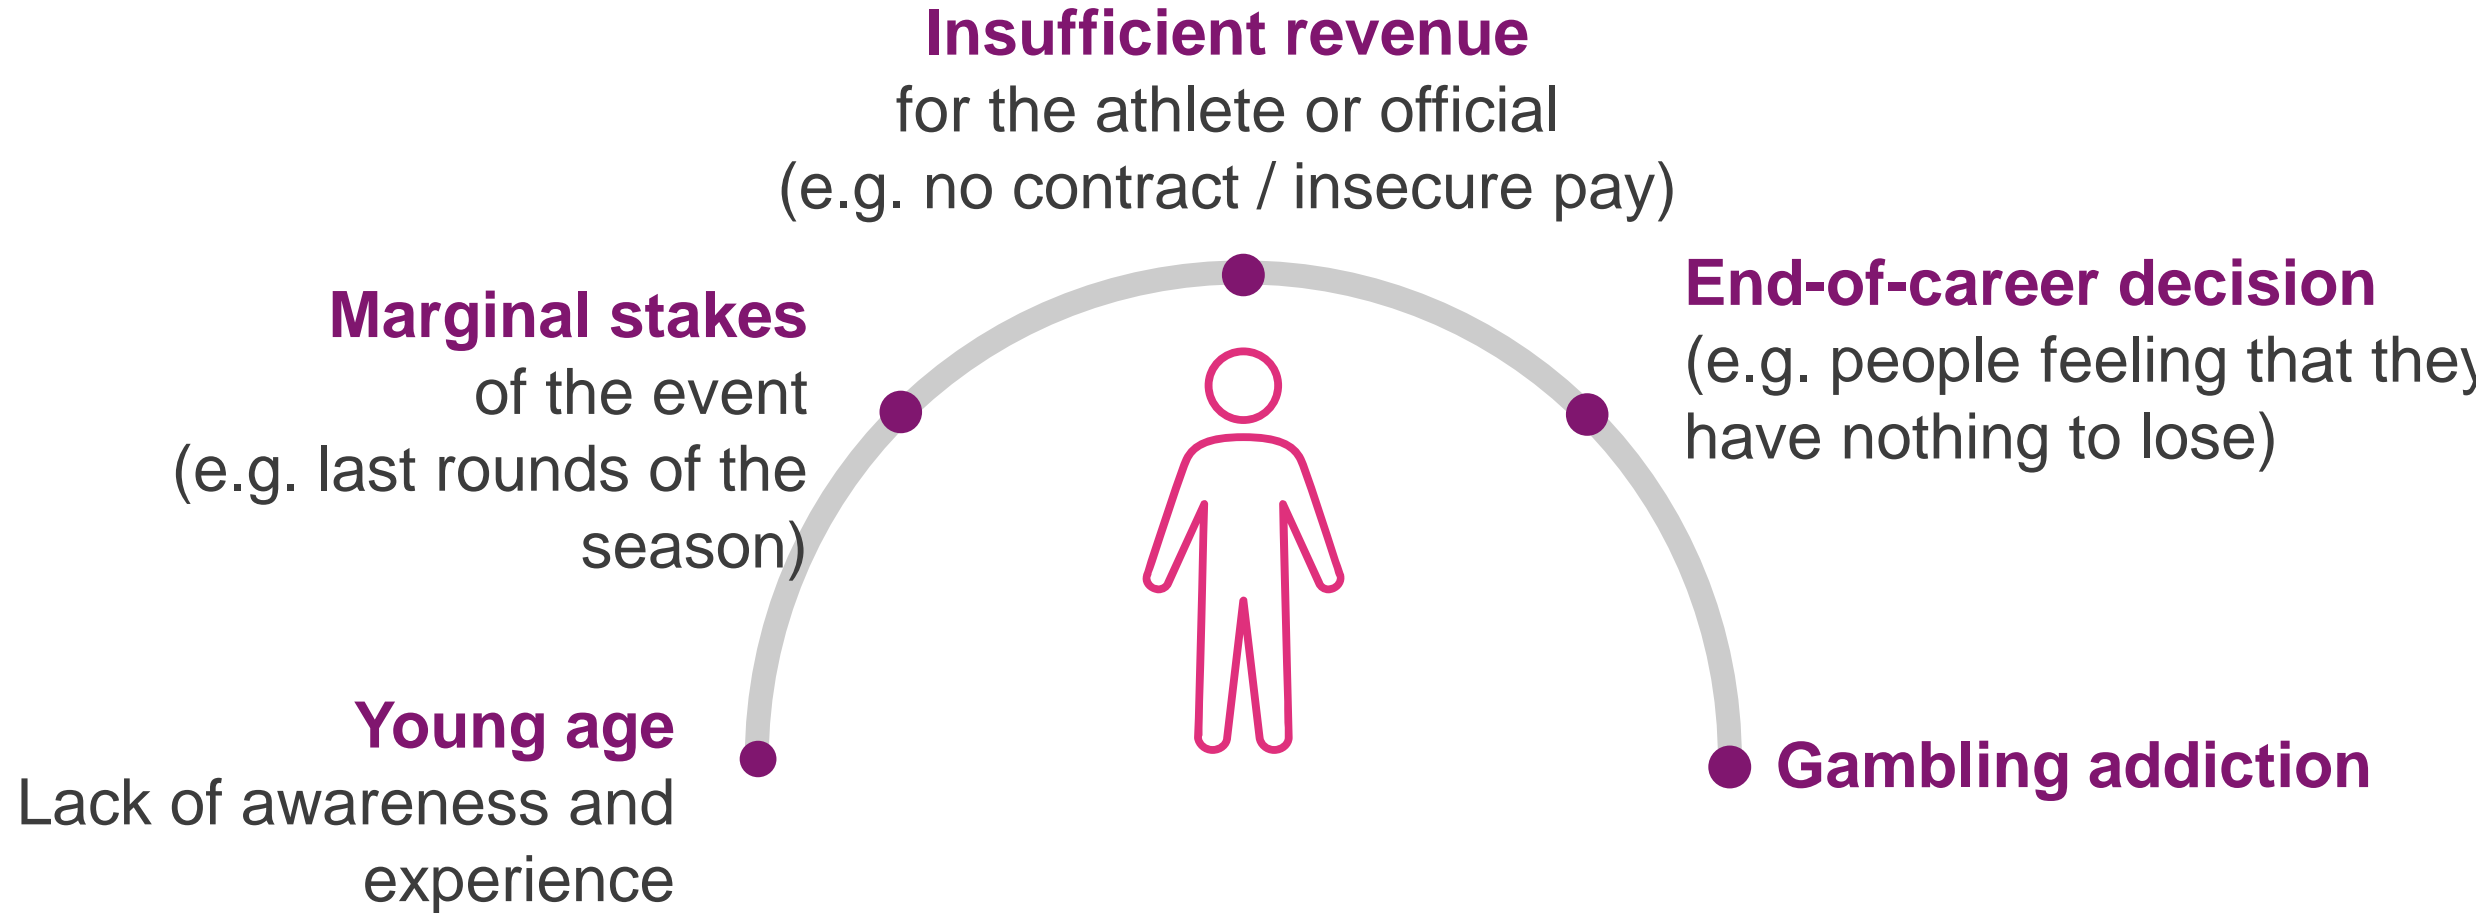 Insufficient revenue
for the athlete or official
(e.g. no contract / insecure pay)
Marginal stakes
of the event
(e.g. last rounds of the
season)
End-of-career decision
(e.g. people feeling that they
have nothing to lose)
Young age
Lack of awareness and
experience
Gambling addiction